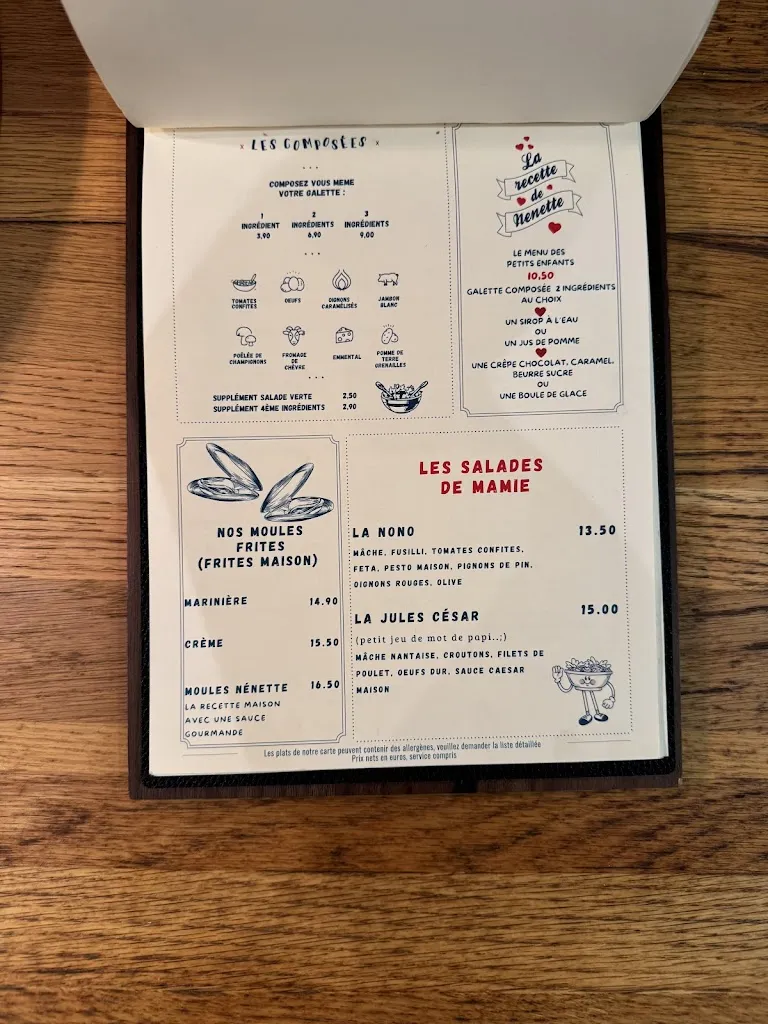 LES COMPOSÉES
COMPOSEZ VOUS MEME
VOTRE GALETTE :
1 2 3
INGRÉDIENT INGRÉDIENTS INGRÉDIENTS
3,90 6,90 9,00
TOMATES
CONFITES
OEUFS
OIGNONS
CARAMÉLISÉS
JAMBON
BLANC
POÊLÉE DE
CHAMPIGNONS
FROMAGE
DE
CHÈVRE
EMMENTAL
POMME DE
TERRE
GRENAILLES
SUPPLÉMENT SALADE VERTE 2,50
SUPPLÉMENT 4ÈME INGRÉDIENTS 2,90
La
recette
de
Nenette
LE MENU DES
PETITS ENFANTS
10,50
GALETTE COMPOSÉE 2 INGRÉDIENTS
AU CHOIX
UN SIROP À L'EAU
OU
UN JUS DE POMME
UNE CRÊPE CHOCOLAT, CARAMEL,
BEURRE SUCRE
OU
UNE BOULE DE GLACE
NOS MOULES
FRITES
(FRITES MAISON)
MARINIÈRE 14.90
CRÈME 15.50
MOULES NÉNETTE 16.50
LA RECETTE MAISON
AVEC UNE SAUCE
GOURMANDE
LES SALADES
DE MAMIE
LA NONO 13.50
MÂCHE, FUSILLI, TOMATES CONFITES,
FETA, PESTO MAISON, PIGNONS DE PIN,
OIGNONS ROUGES, OLIVE
LA JULES CÉSAR 15.00
(petit jeu de mot de papi..;)
MÂCHE NANTAISE, CROUTONS, FILETS DE
POULET, OEUFS DUR, SAUCE CAESAR
MAISON
Les plats de notre carte peuvent contenir des allergènes, veuillez demander la liste détaillée
Prix nets en euros, service compris